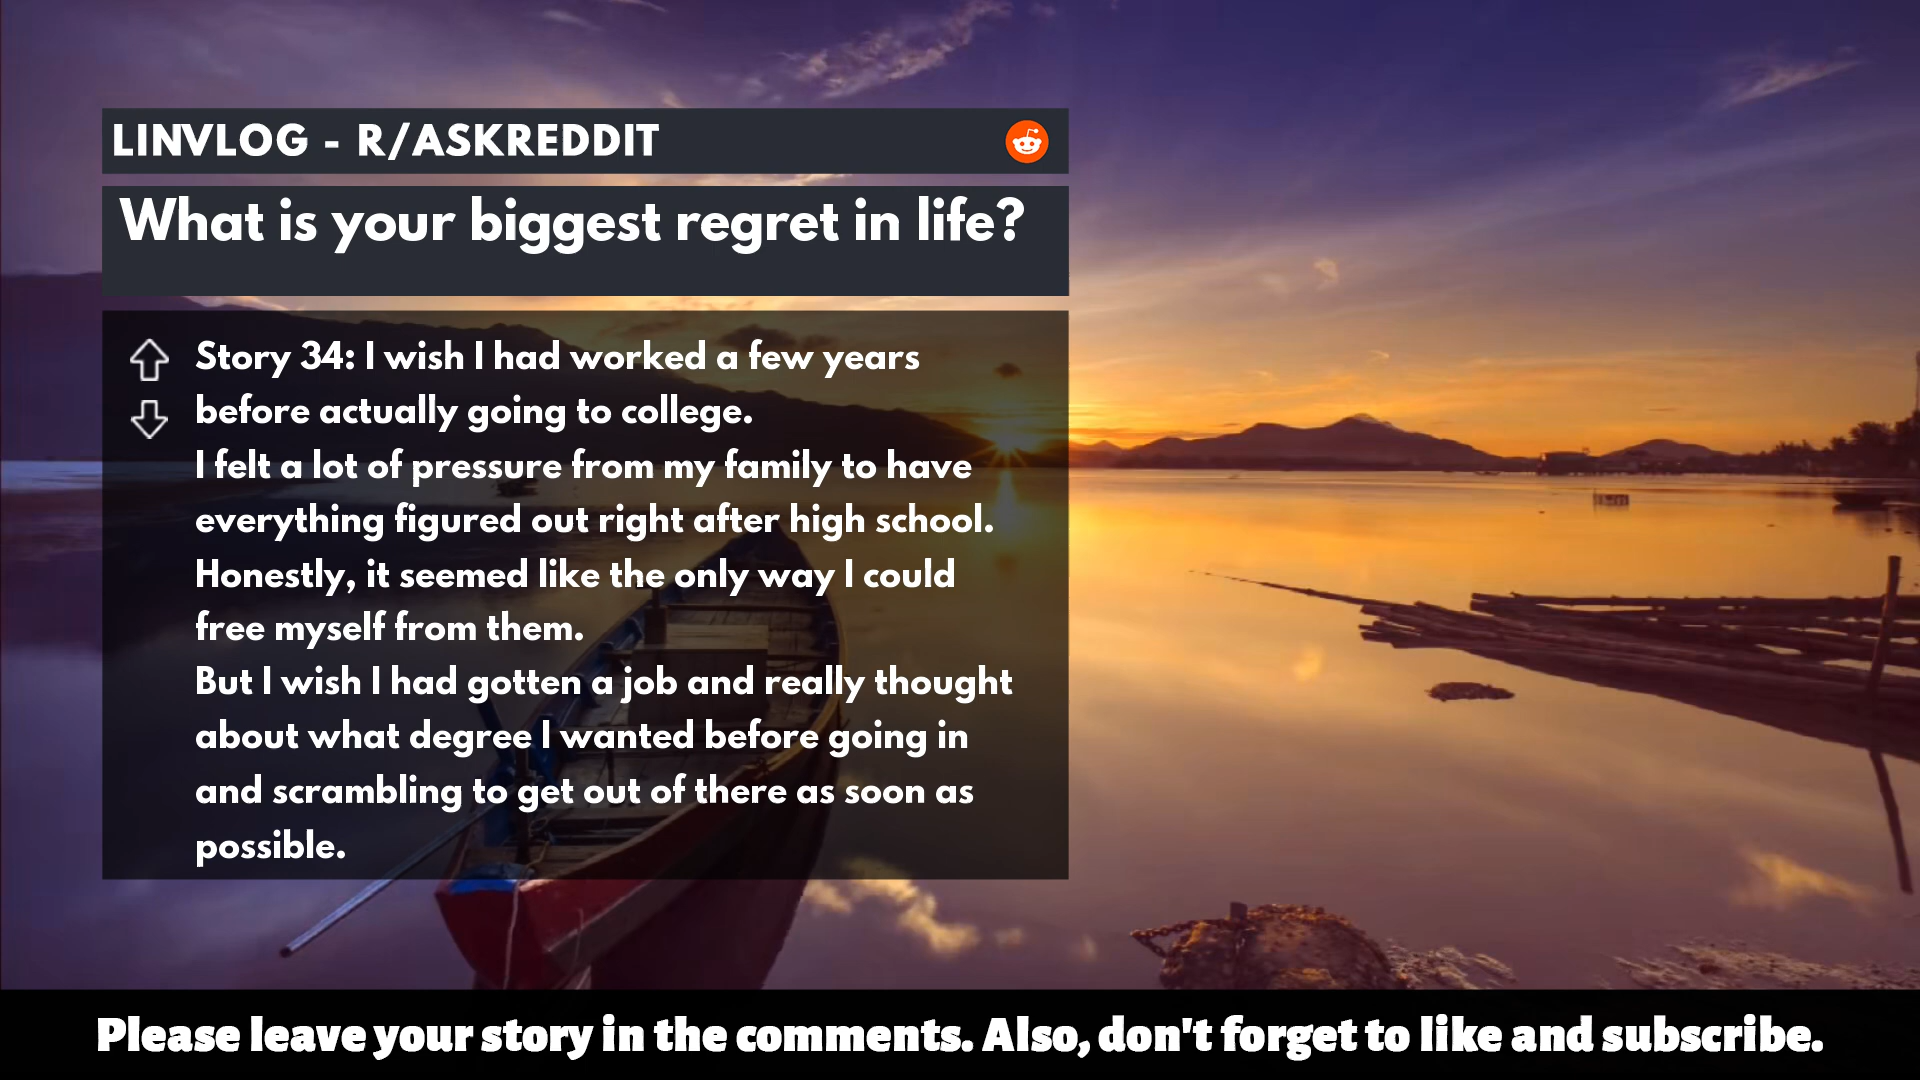 LINVLOG - R/ASKREDDIT
What is your biggest regret in life?
Story 34: I wish I had worked a few years
before actually going to college.
I felt a lot of pressure from my family to have
everything figured out right after high school.
Honestly, it seemed like the only way I could
free myself from them.
But I wish I had gotten a job and really thought
about what degree I wanted before going in
and scrambling to get out of there as soon as
possible.
Please leave your story in the comments. Also, don't forget to like and subscribe.